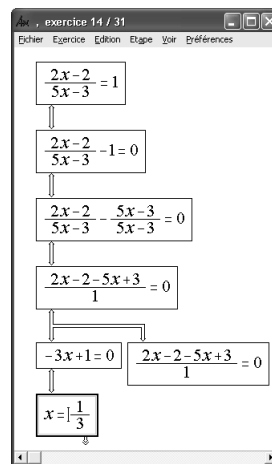 Am , exercice 14 / 31
Fichier Exercice Edition Etape Voir Préférences
(2x-2)/(5x-3) = 1
(2x-2)/(5x-3) - 1 = 0
(2x-2)/(5x-3) - (5x-3)/(5x-3) = 0
(2x-2-5x+3)/1 = 0
-3x+1=0 (2x-2-5x+3)/1 = 0
x = 1/3